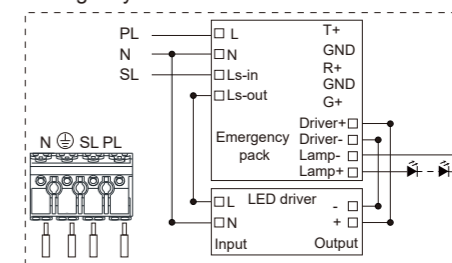 PL
N
SL
L
N
Ls-in
Ls-out
T+
GND
R+
GND
G+
Driver+
Driver-
Lamp-
Lamp+
Emergency
pack
N SL PL
L LED driver -
N +
Input Output